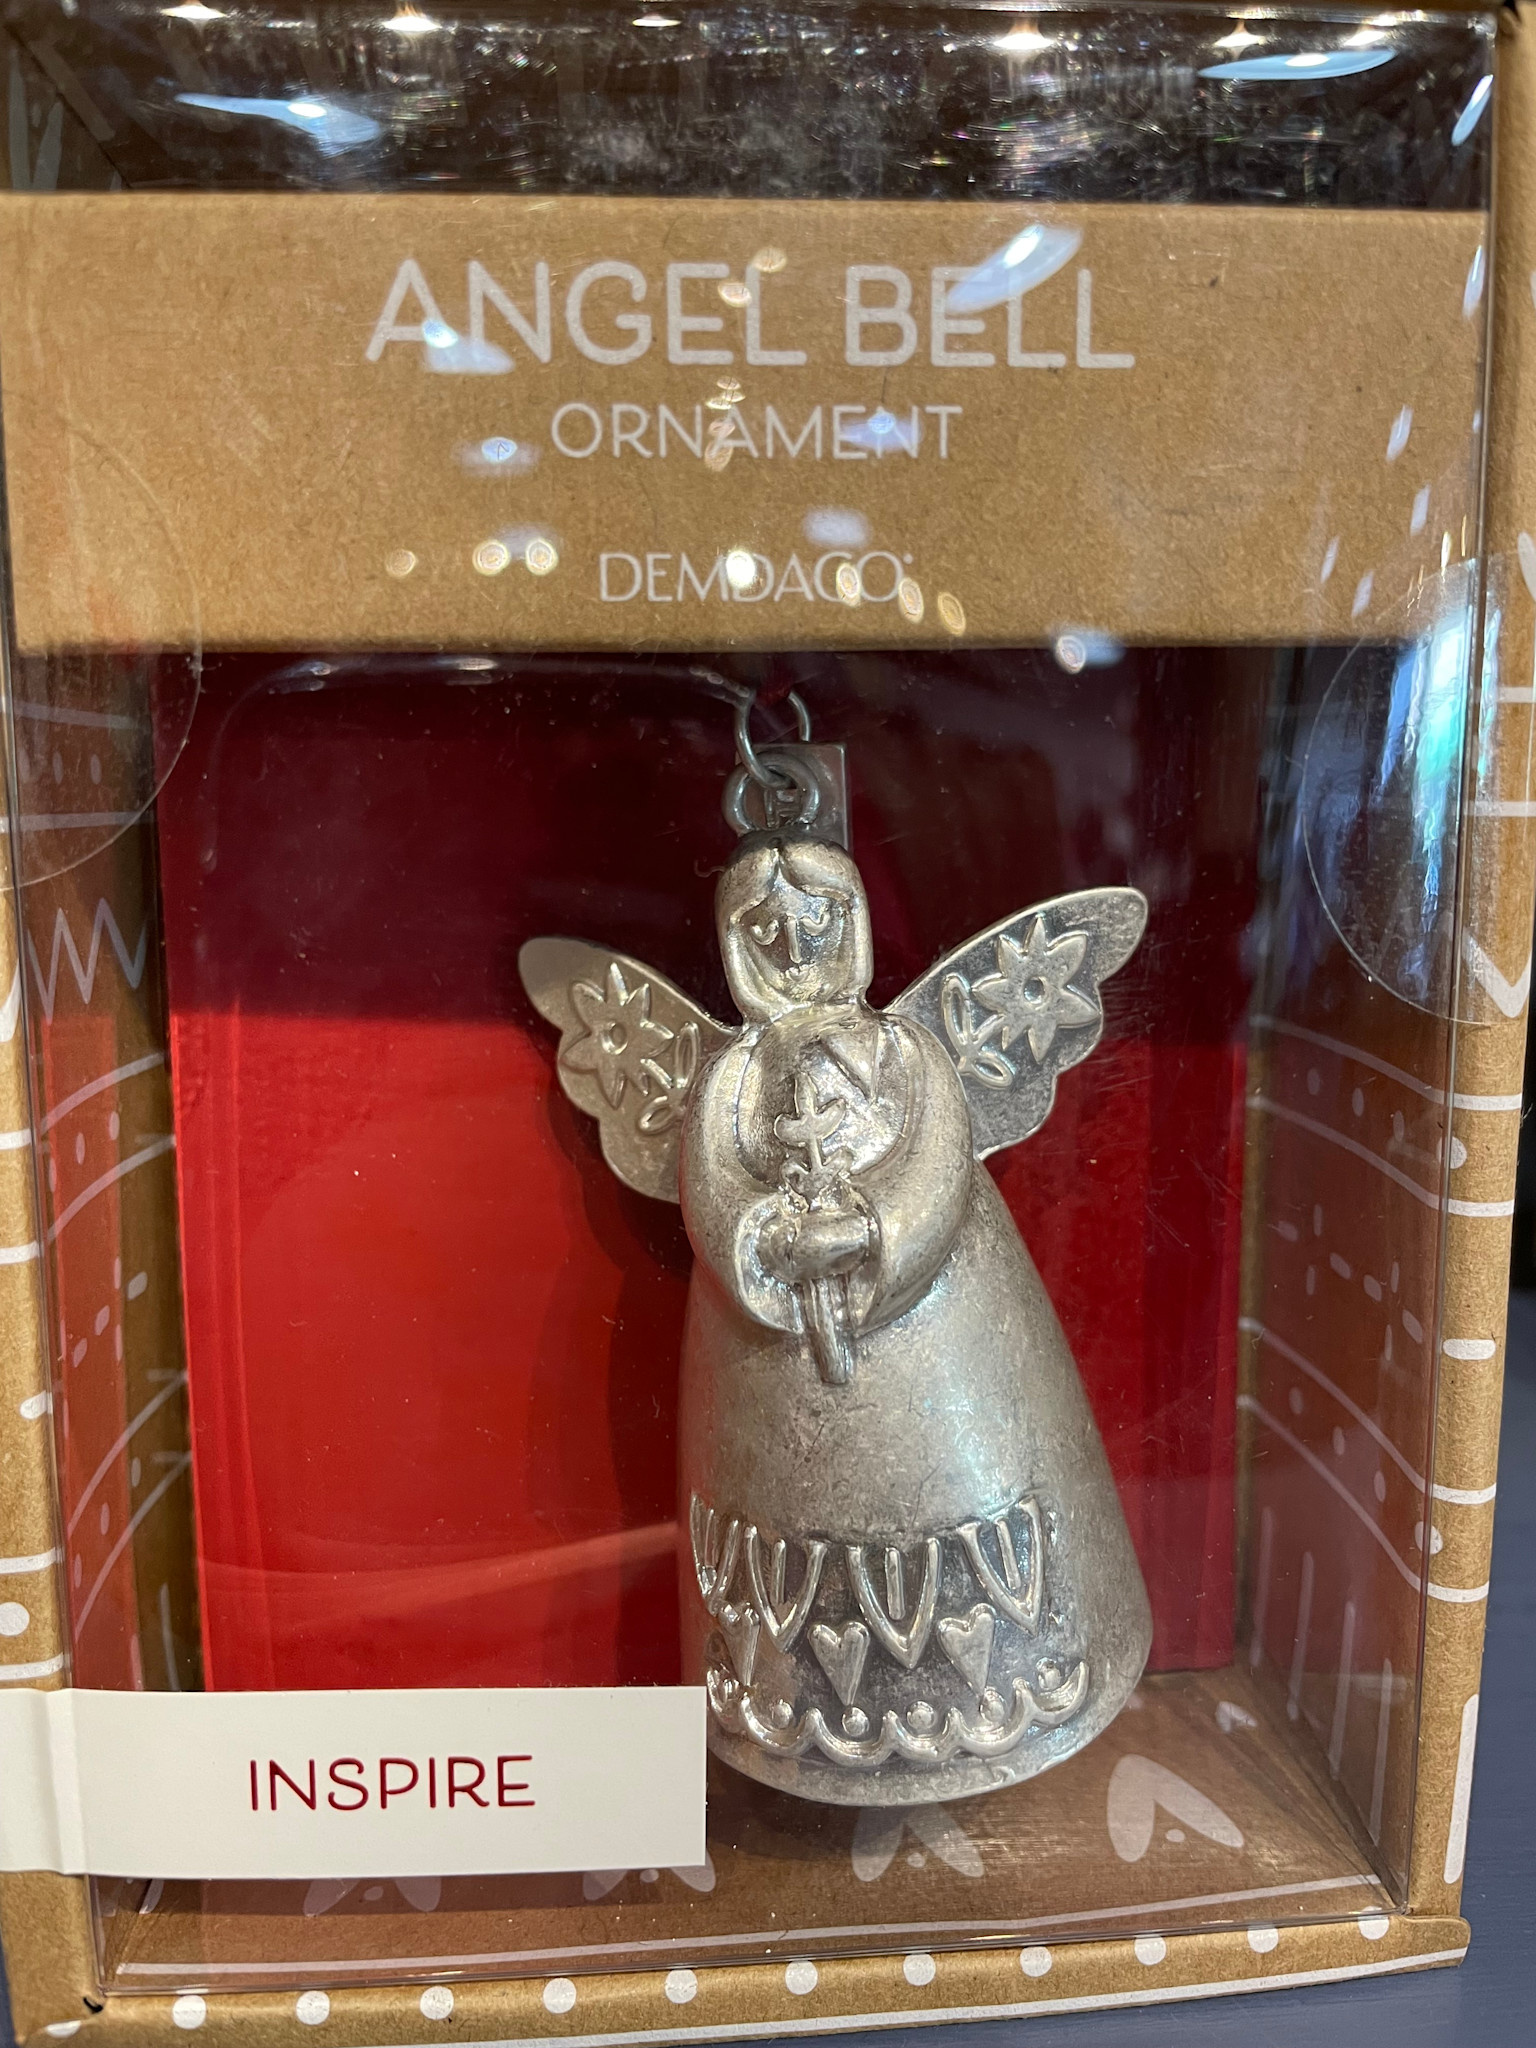 ANGEL BELL
ORNAMENT
DEMDACO
INSPIRE